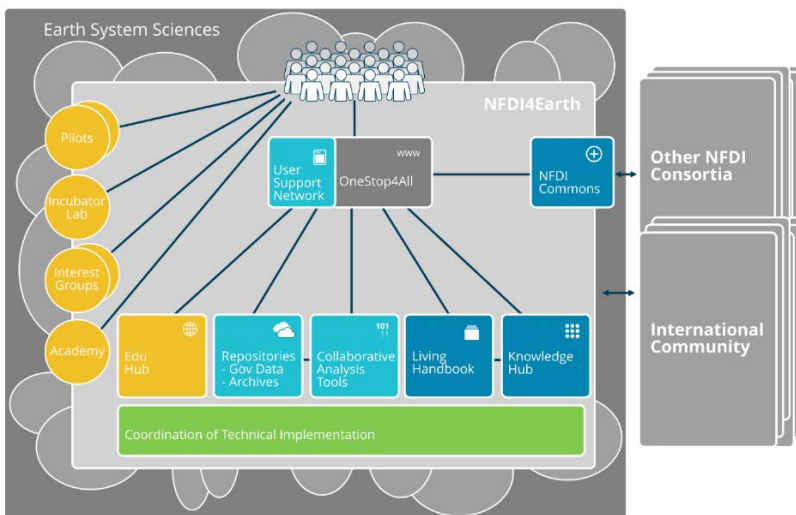 Earth System Sciences
NFDI4Earth
Pilots
Incubator
Lab
Interest
Groups
Academy
User
Support
Network
www
OneStop4All
NFDI
Commons
Other NFDI
Consortia
International
Community
Edu
Hub
Repositories
- Gov Data
- Archives
101
11
Collaborative
Analysis
Tools
Living
Handbook
Knowledge
Hub
Coordination of Technical Implementation